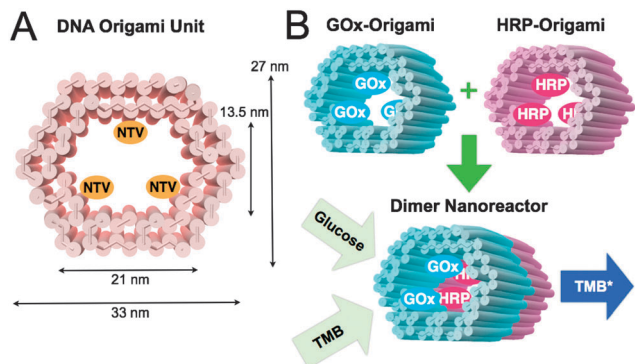 A
DNA Origami Unit
27 nm
13.5 nm
NTV
NTV
NTV
21 nm
33 nm
B
GOx-Origami
HRP-Origami
GOx
GOx
+
HRP
HRP
Dimer Nanoreactor
Glucose
TMB
GOx
GOx
HRP
TMB*